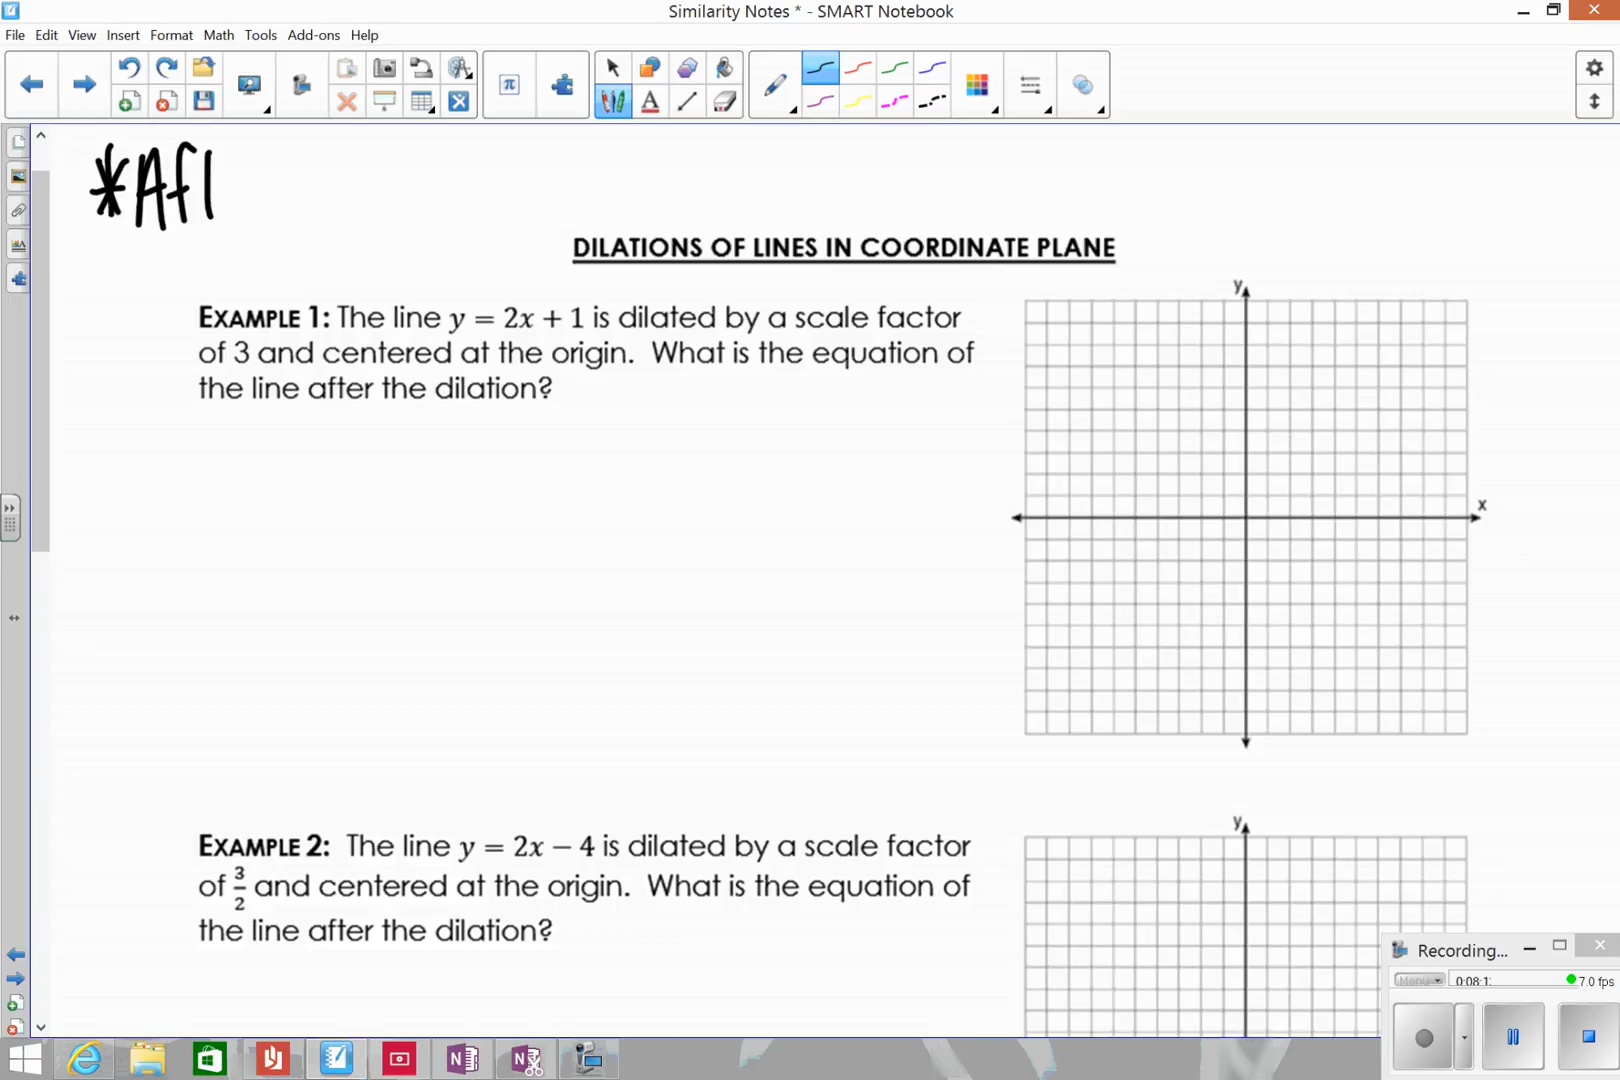 Similarity Notes * - SMART Notebook
File Edit View Insert Format Math Tools Add-ons Help
*Afl
DILATIONS OF LINES IN COORDINATE PLANE
EXAMPLE 1: The line y = 2x + 1 is dilated by a scale factor
of 3 and centered at the origin. What is the equation of
the line after the dilation?
y
x
EXAMPLE 2: The line y = 2x − 4 is dilated by a scale factor
of 3/2 and centered at the origin. What is the equation of
the line after the dilation?
y
Recording...
Menu 0:08:1 7.0 fps